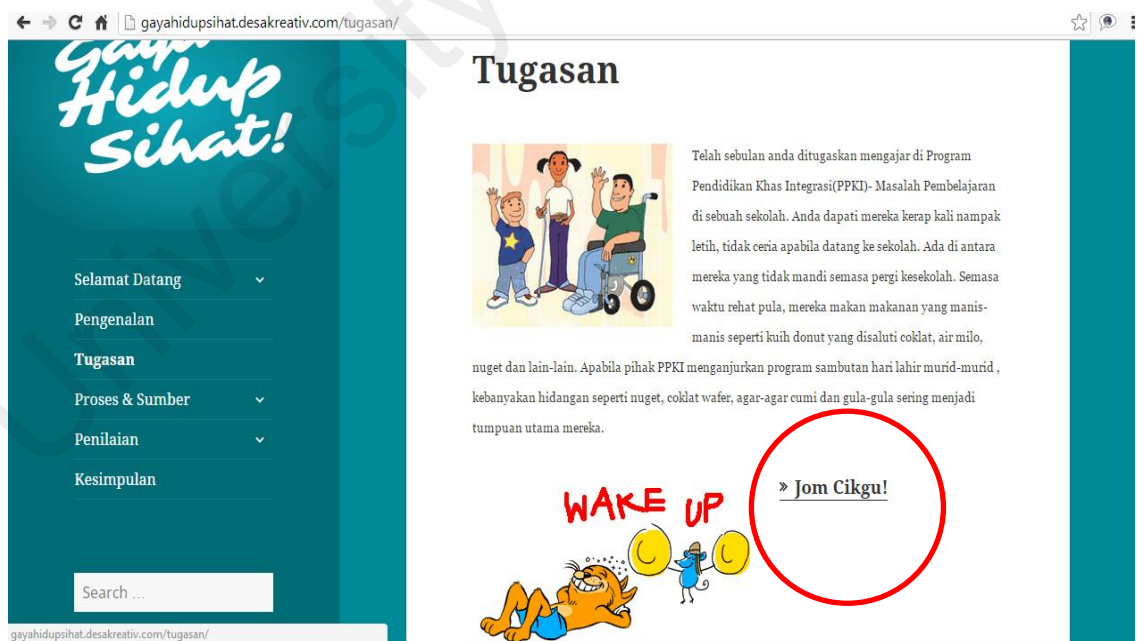 gayahidupsihat.desakreativ.com/tugasan/
Gaya
Hidup
Sihat!
Selamat Datang
Pengenalan
Tugasan
Proses & Sumber
Penilaian
Kesimpulan
Search ...
gayahidupsihat.desakreativ.com/tugasan/
Tugasan
Telah sebulan anda ditugaskan mengajar di Program
Pendidikan Khas Integrasi(PPKI)- Masalah Pembelajaran
di sebuah sekolah. Anda dapati mereka kerap kali nampak
letih, tidak ceria apabila datang ke sekolah. Ada di antara
mereka yang tidak mandi semasa pergi kesekolah. Semasa
waktu rehat pula, mereka makan makanan yang manis-
manis seperti kuih donut yang disaluti coklat, air milo,
nuget dan lain-lain. Apabila pihak PPKI menganjurkan program sambutan hari lahir murid-murid ,
kebanyakan hidangan seperti nuget, coklat wafer, agar-agar cumi dan gula-gula sering menjadi
tumpuan utama mereka.
WAKE UP
» Jom Cikgu!
University